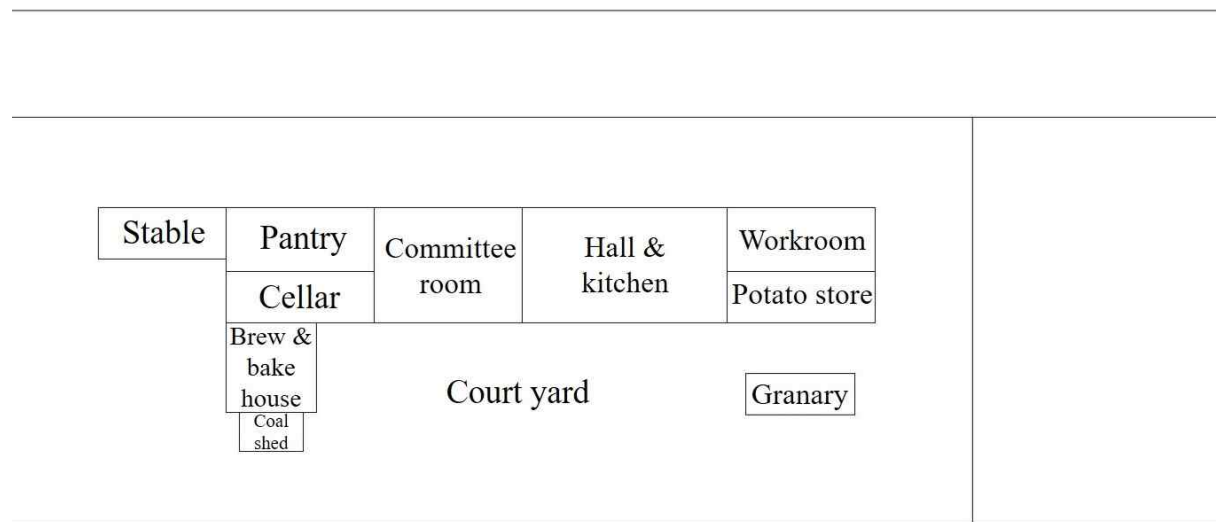 Stable
Pantry
Committee
room
Hall &
kitchen
Workroom
Cellar
Potato store
Brew &
bake
house
Court yard
Granary
Coal
shed